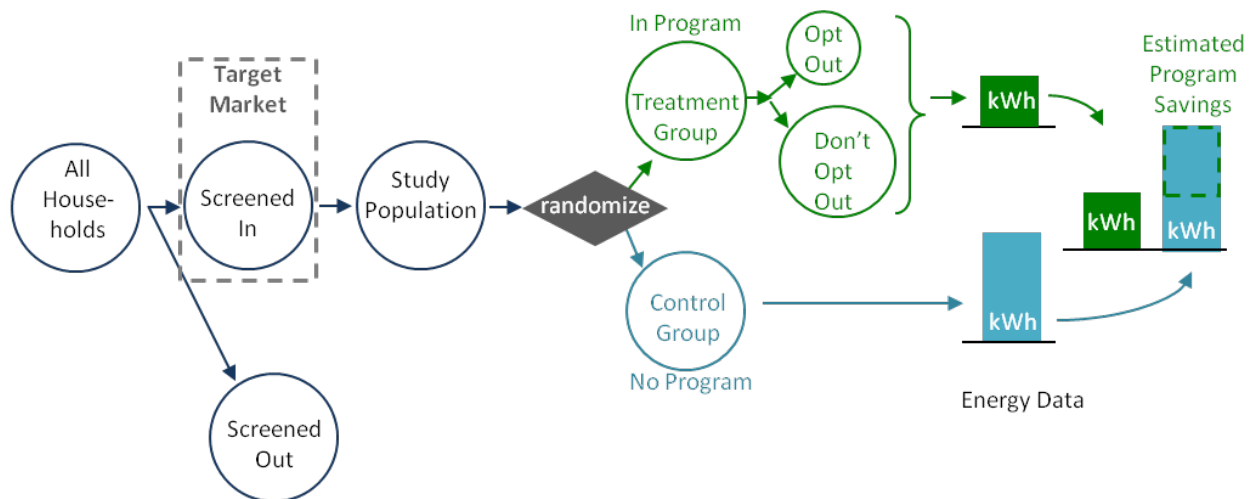 All
House-
holds
Target
Market
Screened
In
Screened
Out
Study
Population
randomize
In Program
Treatment
Group
Opt
Out
Don't
Opt
Out
Control
Group
No Program
kWh
kWh
Energy Data
Estimated
Program
Savings
kWh
kWh